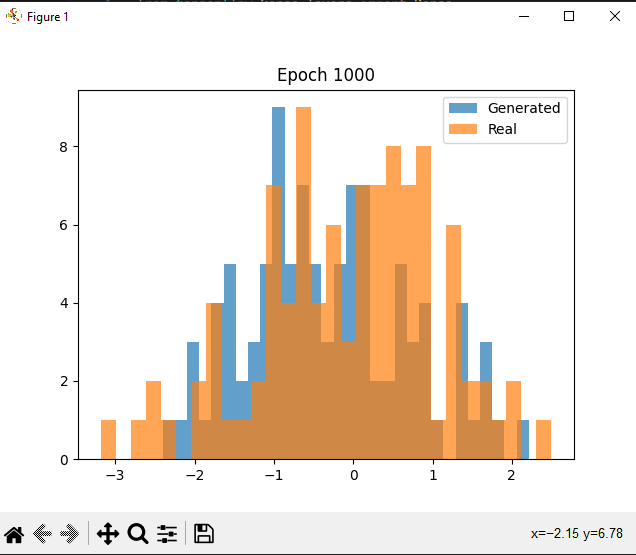 Figure 1
Epoch 1000
Generated
Real
8
6
4
2
0
−3 −2 −1 0 1 2
x=−2.15 y=6.78